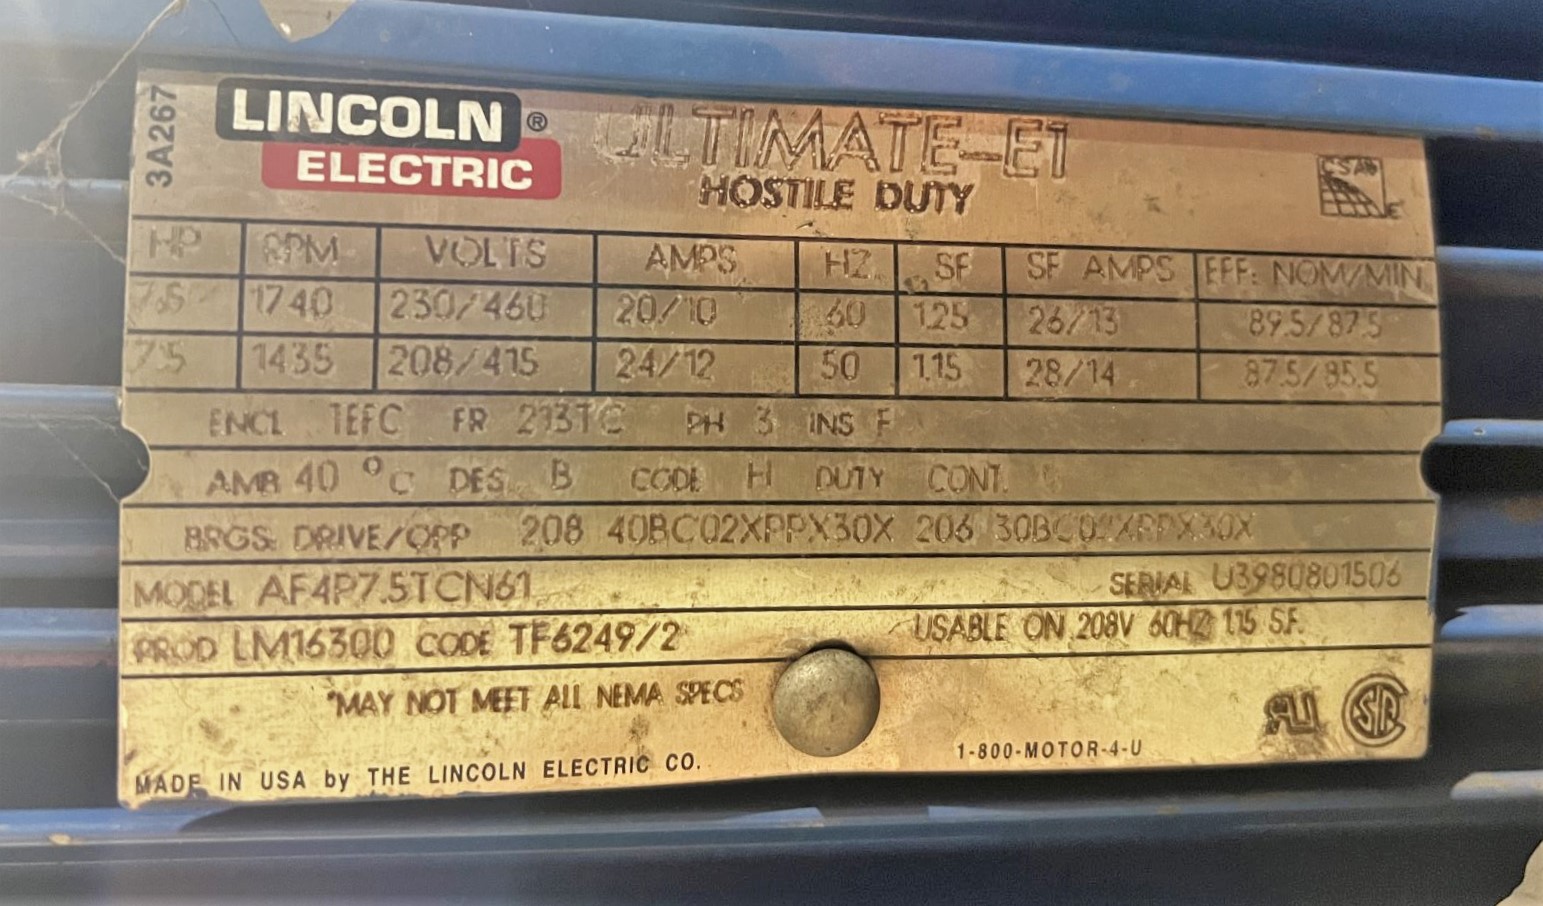 3A267
LINCOLN ®
ELECTRIC
ULTIMATE-E1
HOSTILE DUTY
CSA
HP RPM VOLTS AMPS HZ SF SF AMPS EFF: NOM/MIN.
7.5 1740 230/460 20/10 60 1.25 26/13 89.5/87.5
7.5 1435 208/415 24/12 50 1.15 28/14 87.5/85.5
ENCL TEFC FR 213TC PH 3 INS F
AMB 40 °C DES. B CODE H DUTY CONT.
BRGS: DRIVE/OPP 208 40BC02XPPX30X 206 30BC02XPPX30X
MODEL AF4P7.5TCN61 SERIAL U3980801506
PROD LM16300 CODE TF6249/2 USABLE ON 208V 60HZ 1.15 S.F.
*MAY NOT MEET ALL NEMA SPECS
MADE IN USA by THE LINCOLN ELECTRIC CO. 1-800-MOTOR-4-U